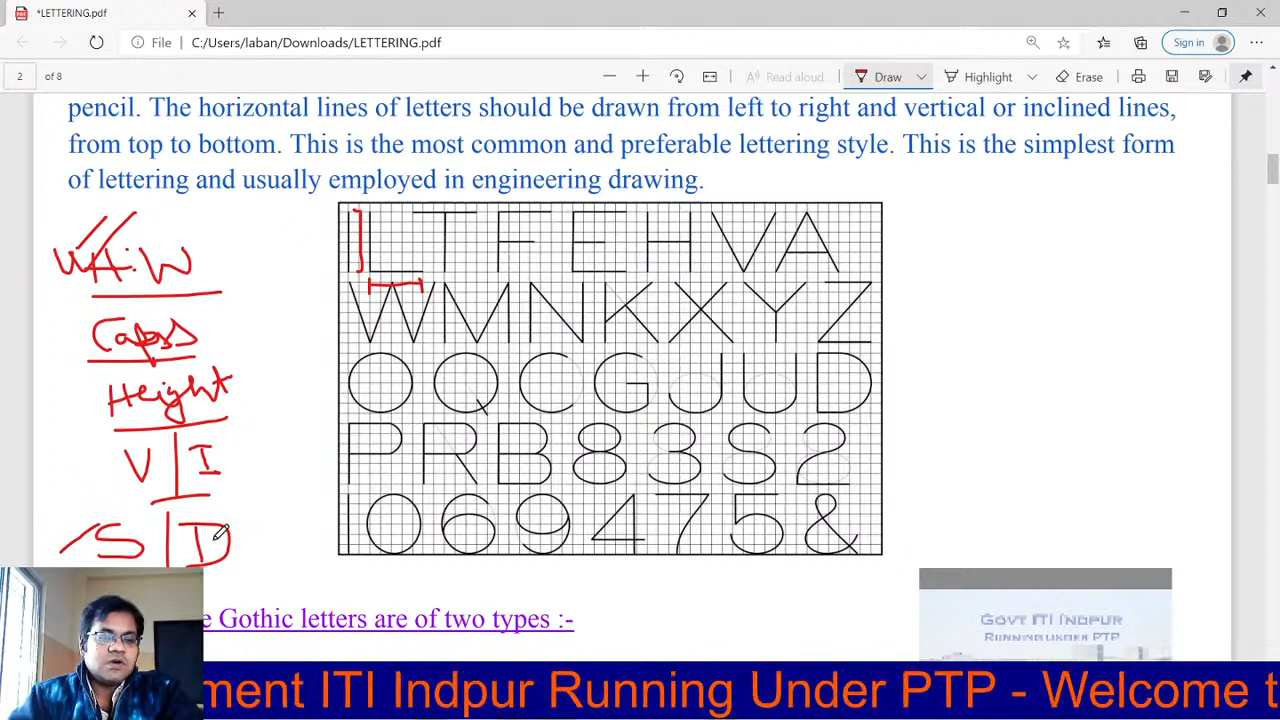 *LETTERING.pdf
File C:/Users/laban/Downloads/LETTERING.pdf
Sign in
2 of 8
Read aloud
Draw
Highlight
Erase
pencil. The horizontal lines of letters should be drawn from left to right and vertical or inclined lines,
from top to bottom. This is the most common and preferable lettering style. This is the simplest form
of lettering and usually employed in engineering drawing.
H:W
Height
V | I
S | D
I L T F E H V A
W M N K X Y Z
O Q C G J U D
P R B 8 3 S 2
1 0 6 9 4 7 5 &
e Gothic letters are of two types :-
GOVT ITI INDPUR
RUNNING UNDER PTP
ment ITI Indpur Running Under PTP - Welcome t